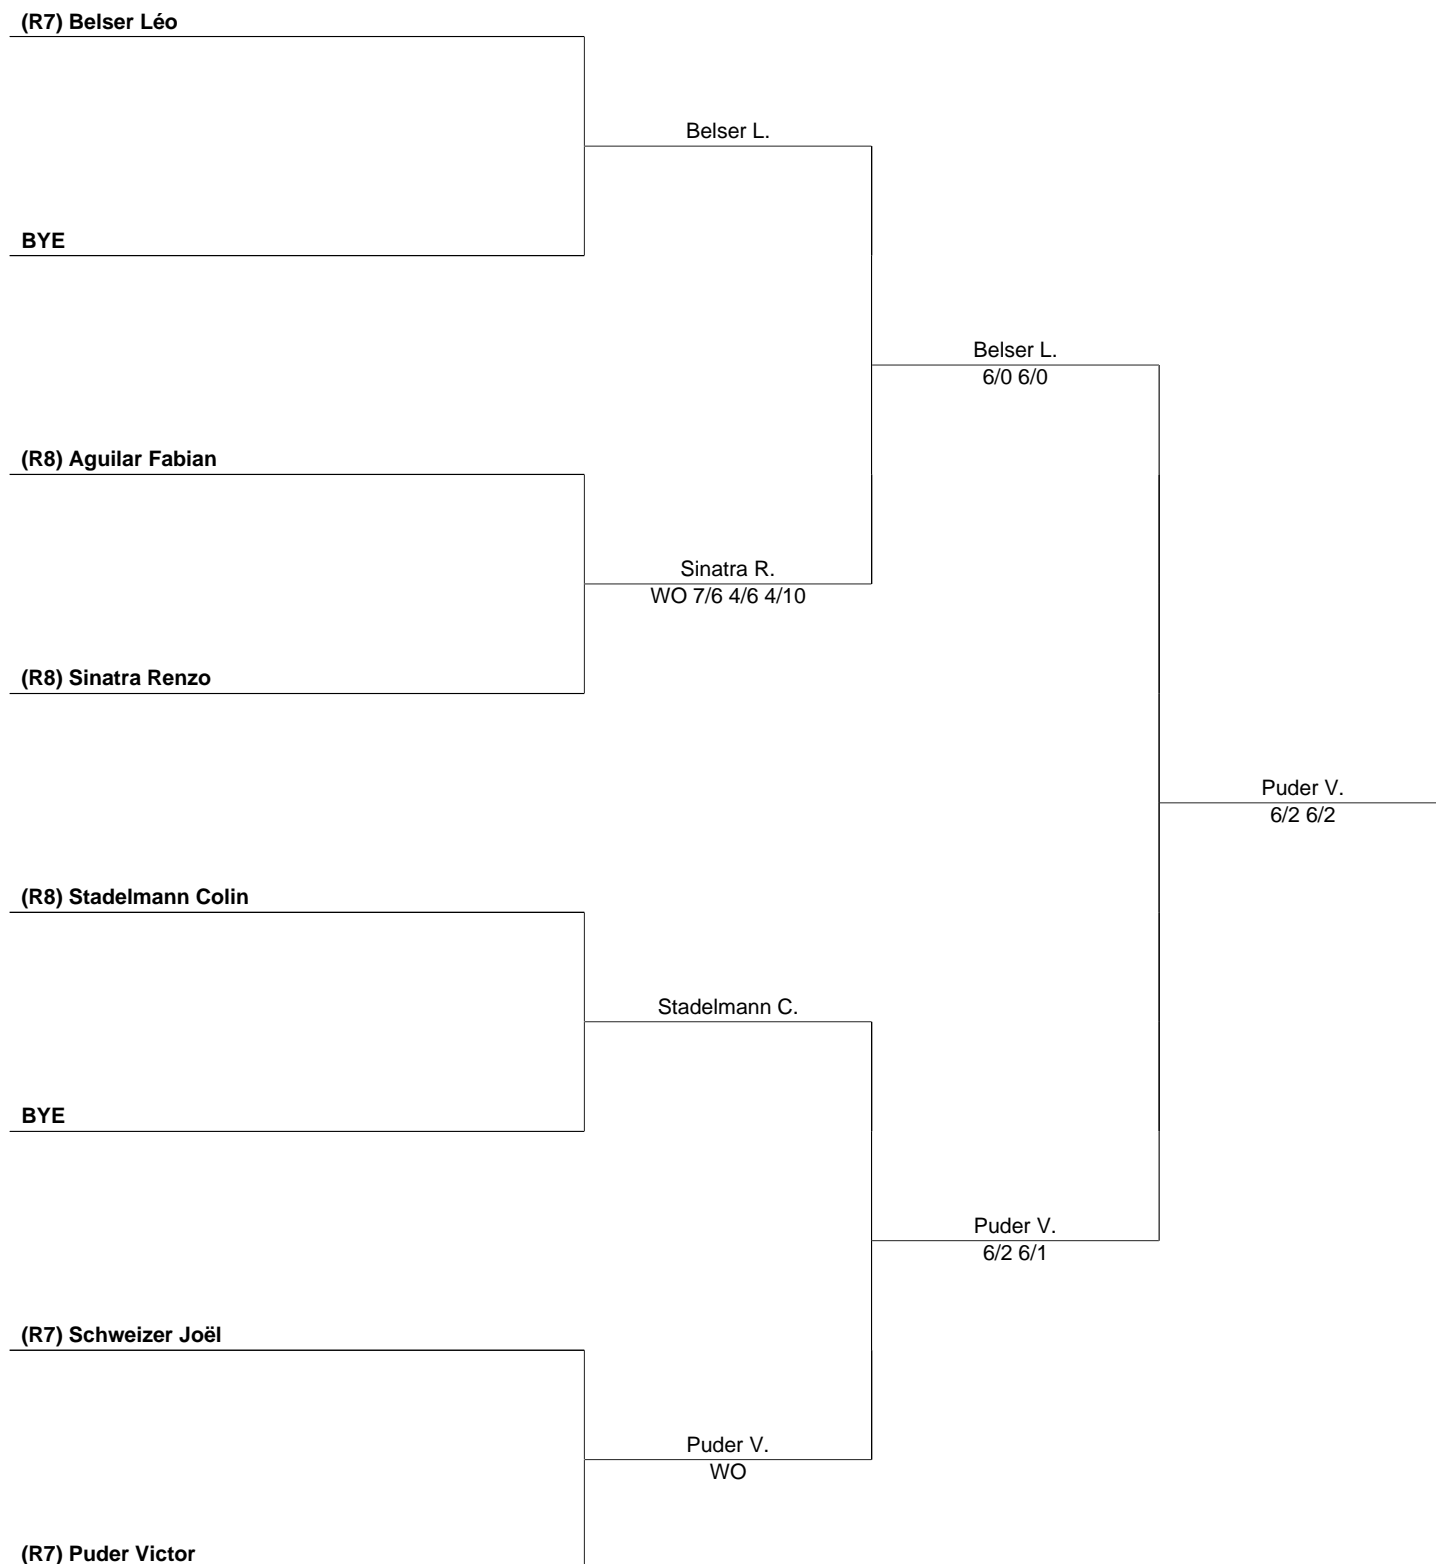 (R7) Belser Léo
Belser L.
BYE
Belser L.
6/0 6/0
(R8) Aguilar Fabian
Sinatra R.
WO 7/6 4/6 4/10
(R8) Sinatra Renzo
Puder V.
6/2 6/2
(R8) Stadelmann Colin
Stadelmann C.
BYE
Puder V.
6/2 6/1
(R7) Schweizer Joël
Puder V.
WO
(R7) Puder Victor